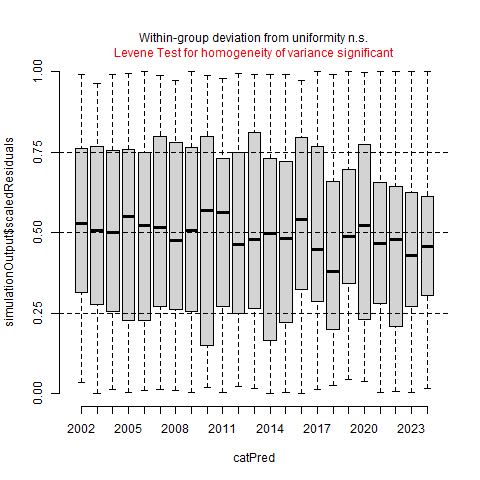 Within-group deviation from uniformity n.s.
Levene Test for homogeneity of variance significant
simulationOutput$scaledResiduals
1.00
0.75
0.50
0.25
0.00
2002 2005 2008 2011 2014 2017 2020 2023
catPred